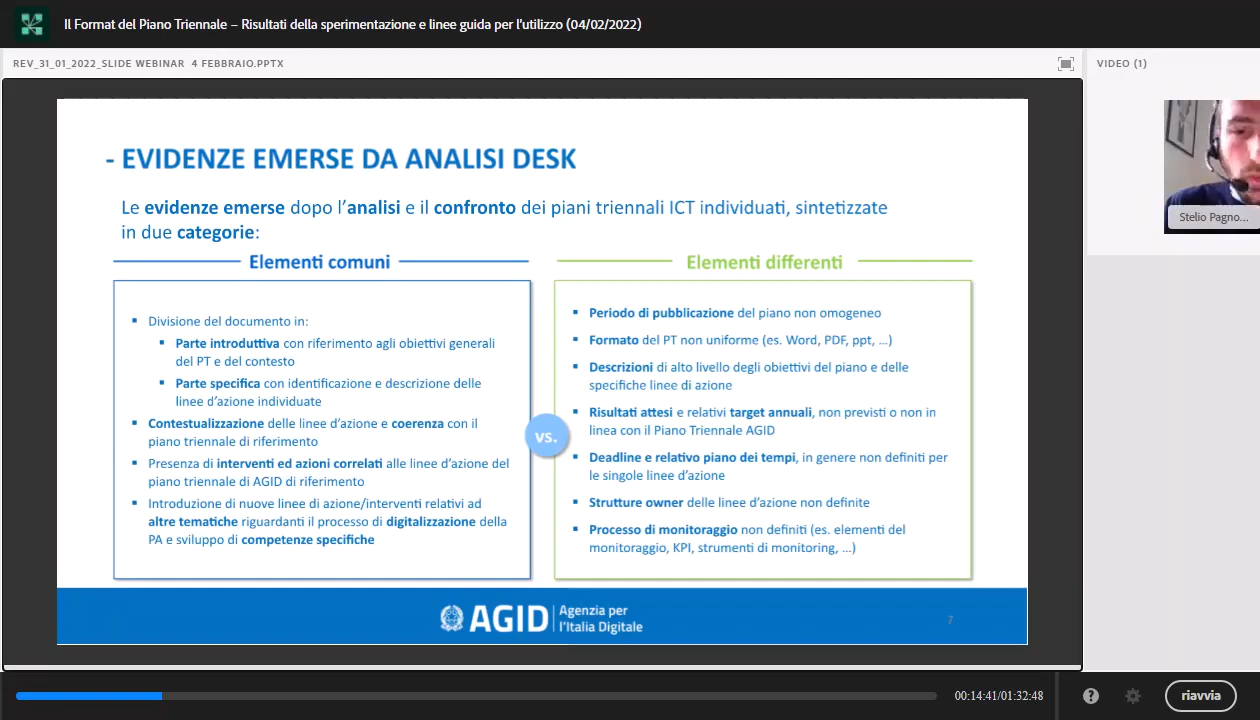 Il Format del Piano Triennale – Risultati della sperimentazione e linee guida per l'utilizzo (04/02/2022)
REV_31_01_2022_SLIDE WEBINAR 4 FEBBRAIO.PPTX
VIDEO (1)
- EVIDENZE EMERSE DA ANALISI DESK
Le evidenze emerse dopo l'analisi e il confronto dei piani triennali ICT individuati, sintetizzate
in due categorie:
Elementi comuni
Divisione del documento in:
Parte introduttiva con riferimento agli obiettivi generali
del PT e del contesto
Parte specifica con identificazione e descrizione delle
linee d'azione individuate
Contestualizzazione delle linee d'azione e coerenza con il
piano triennale di riferimento
Presenza di interventi ed azioni correlati alle linee d'azione del
piano triennale di AGID di riferimento
Introduzione di nuove linee di azione/interventi relativi ad
altre tematiche riguardanti il processo di digitalizzazione della
PA e sviluppo di competenze specifiche
vs.
Elementi differenti
Periodo di pubblicazione del piano non omogeneo
Formato del PT non uniforme (es. Word, PDF, ppt, ...)
Descrizioni di alto livello degli obiettivi del piano e delle
specifiche linee di azione
Risultati attesi e relativi target annuali, non previsti o non in
linea con il Piano Triennale AGID
Deadline e relativo piano dei tempi, in genere non definiti per
le singole linee d'azione
Strutture owner delle linee d'azione non definite
Processo di monitoraggio non definiti (es. elementi del
monitoraggio, KPI, strumenti di monitoring, ...)
AGID
Agenzia per
l'Italia Digitale
7
Stelio Pagno...
00:14:41/01:32:48
?
riavvia